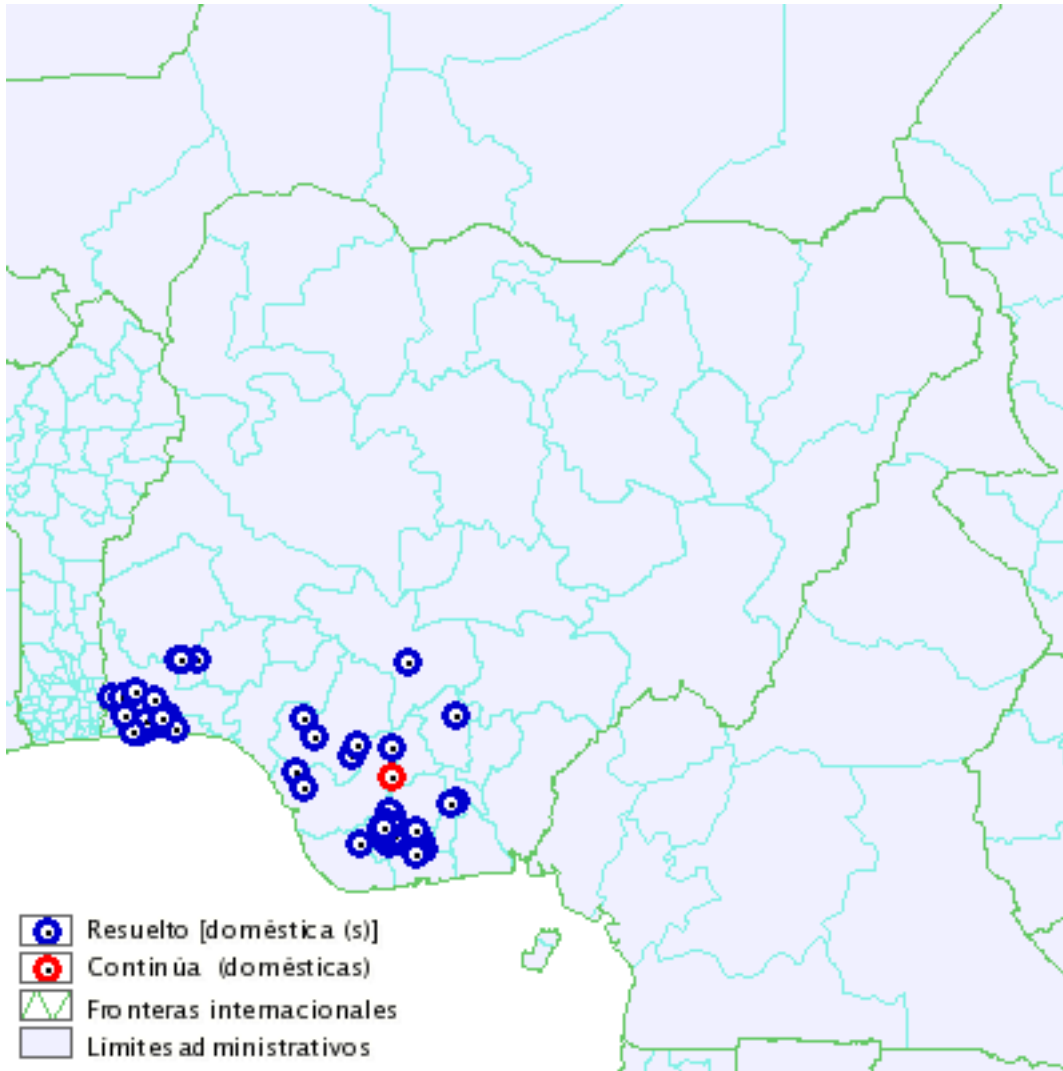 Resuelto [doméstica (s)]
Continúa (domésticas)
Fronteras internacionales
Límites administrativos